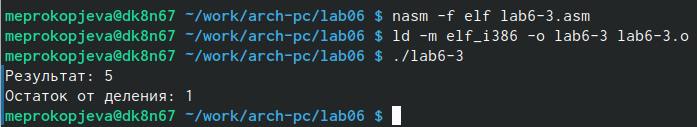 meprokopjeva@dk8n67 ~/work/arch-pc/lab06 $ nasm -f elf lab6-3.asm
meprokopjeva@dk8n67 ~/work/arch-pc/lab06 $ ld -m elf_i386 -o lab6-3 lab6-3.o
meprokopjeva@dk8n67 ~/work/arch-pc/lab06 $ ./lab6-3
Результат: 5
Остаток от деления: 1
meprokopjeva@dk8n67 ~/work/arch-pc/lab06 $